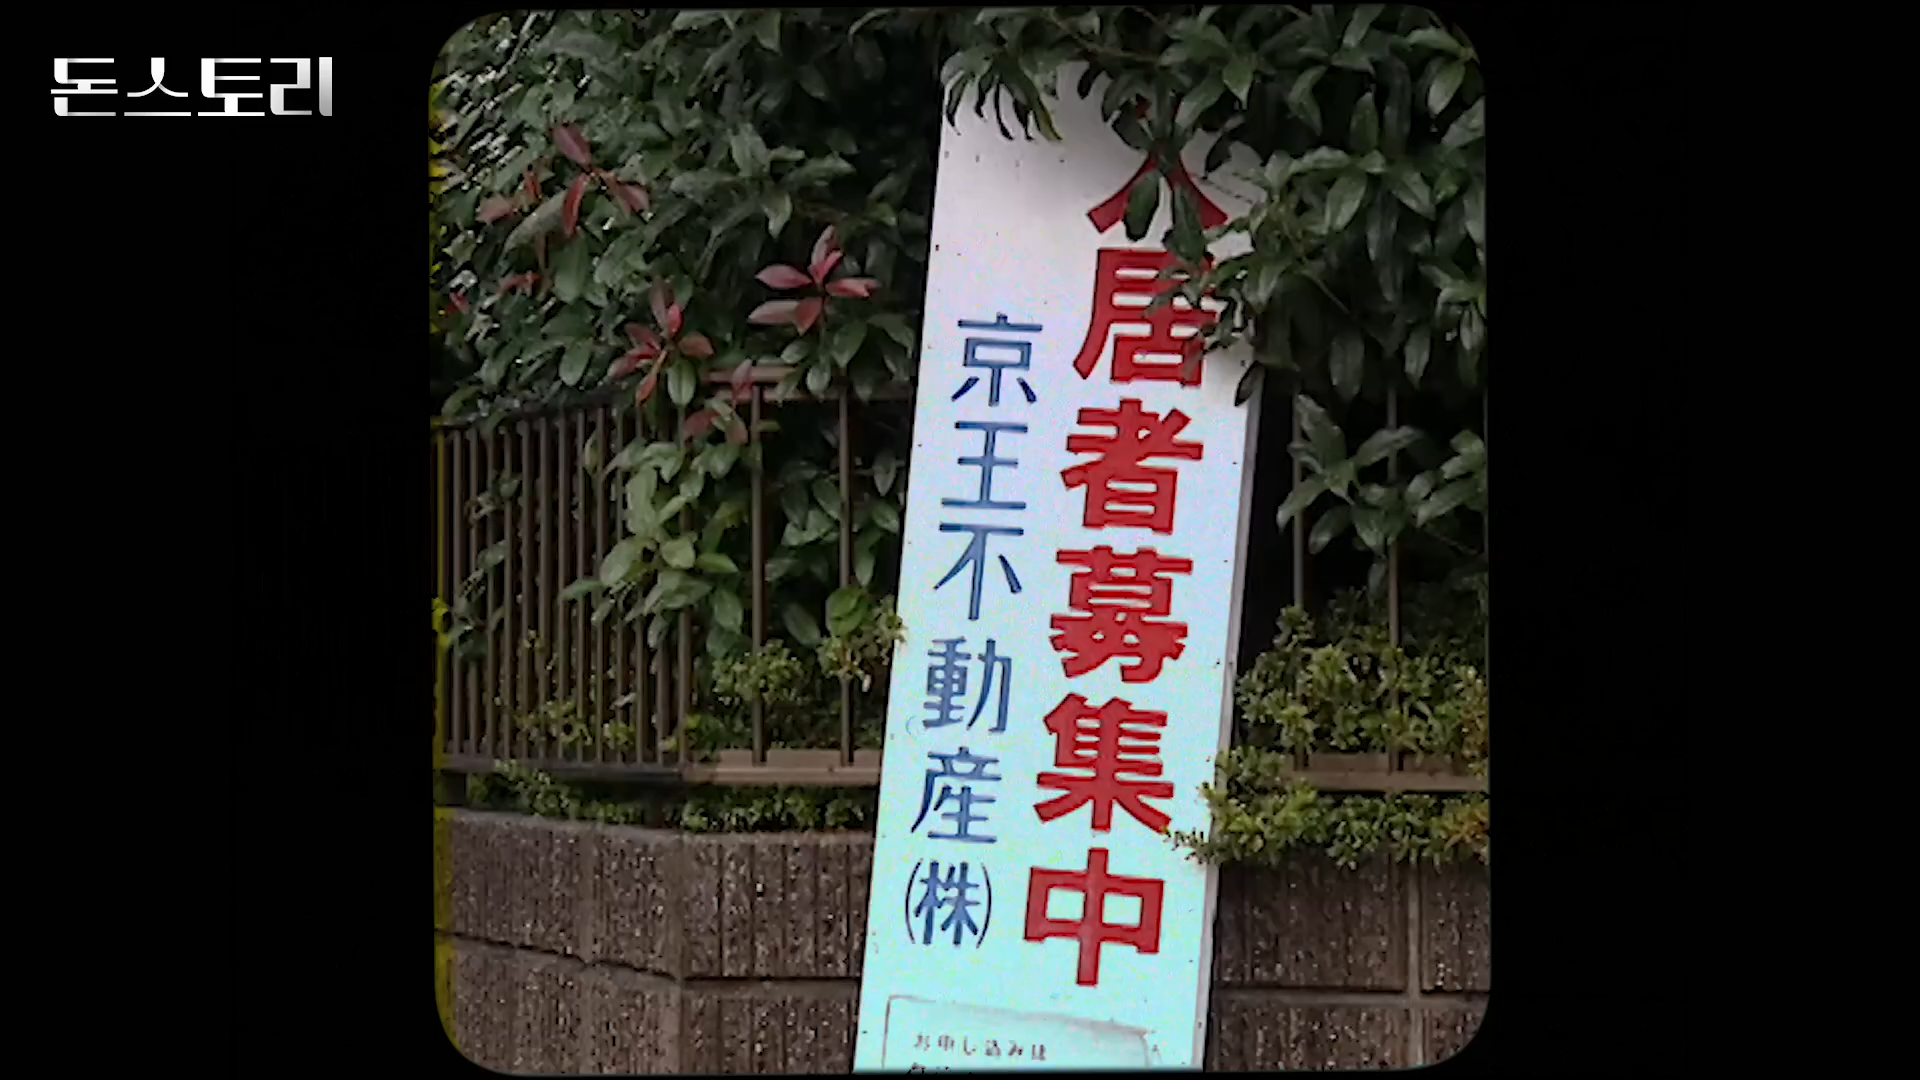 돈스토리
入居者募集中
京王不動産㈱
お申し込みは